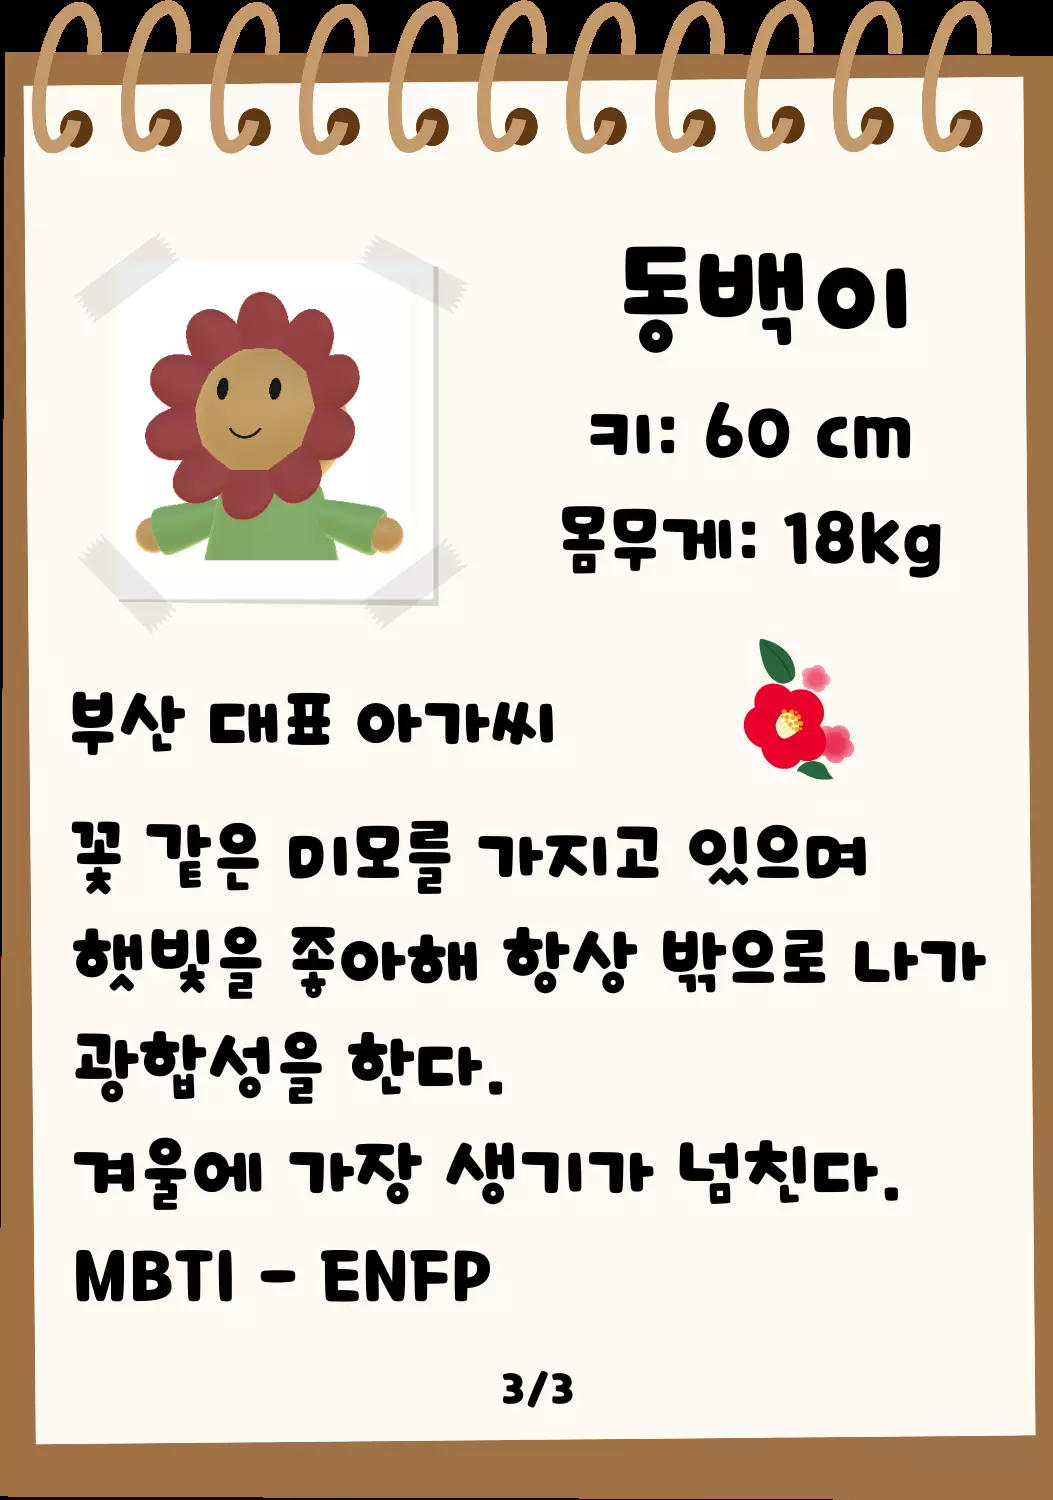 동백이
키: 60 cm
몸무게: 18kg
부산 대표 아가씨
꽃 같은 미모를 가지고 있으며
햇빛을 좋아해 항상 밖으로 나가
광합성을 한다.
겨울에 가장 생기가 넘친다.
MBTI - ENFP
3/3